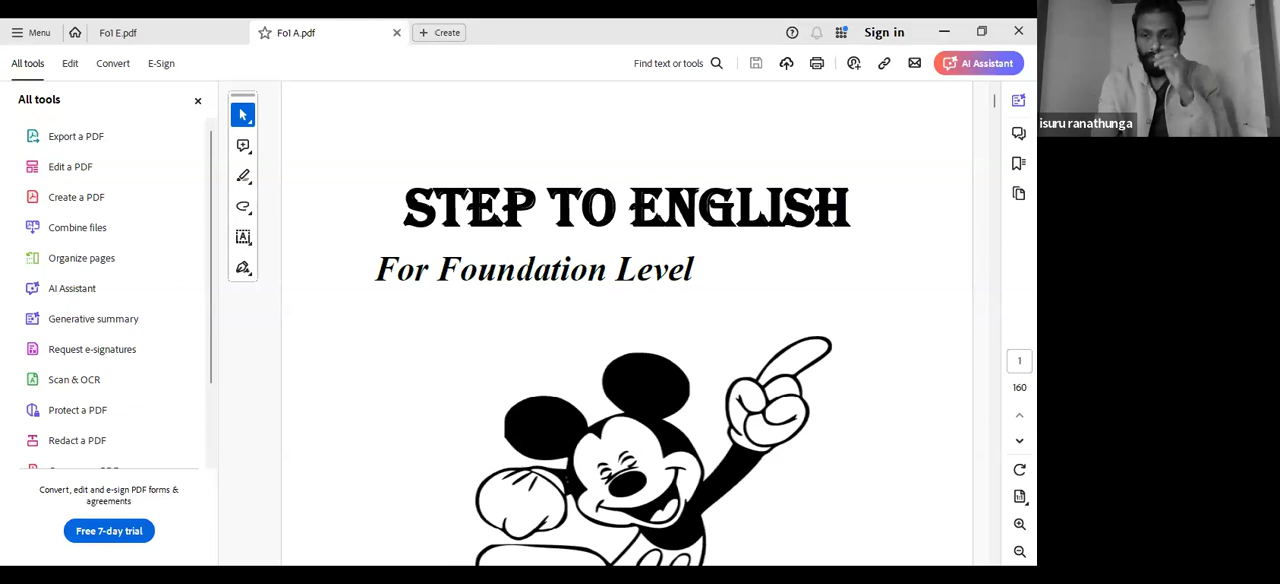 Menu
Fo1 E.pdf
Fo1 A.pdf
Create
Sign in
All tools
Edit
Convert
E-Sign
Find text or tools
AI Assistant
All tools
Export a PDF
Edit a PDF
Create a PDF
Combine files
Organize pages
AI Assistant
Generative summary
Request e-signatures
Scan & OCR
Protect a PDF
Redact a PDF
Convert, edit and e-sign PDF forms &
agreements
Free 7-day trial
STEP TO ENGLISH
For Foundation Level
1
160
isuru ranathunga